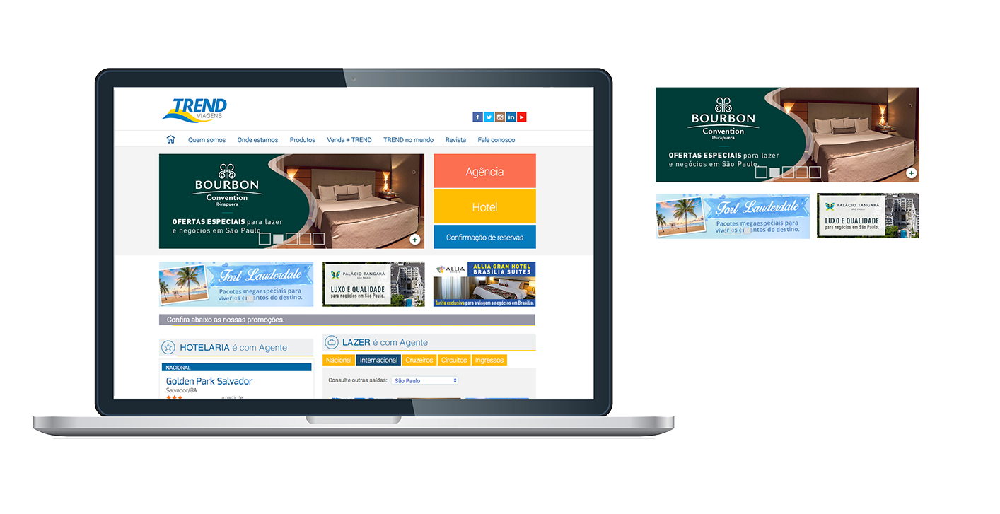 TREND
VIAGENS
Quem somos Onde estamos Produtos Venda + TREND TREND no mundo Revista Fale conosco
BOURBON
Convention
Ibirapuera
OFERTAS ESPECIAIS para lazer
e negócios em São Paulo.
Agência
Hotel
Confirmação de reservas
Fort Lauderdale
Pacotes megaespeciais para
os encantos do destino.
PALÁCIO TANGARÁ
SÃO PAULO
LUXO E QUALIDADE
para negócios em São Paulo.
ALLIA
HOTELS
ALLIA GRAN HOTEL
BRASÍLIA SUITES
Tarifa exclusiva para a viagem a negócios em Brasília.
Confira abaixo as nossas promoções.
HOTELARIA é com Agente
NACIONAL
Golden Park Salvador
Salvador/BA
a partir de
LAZER é com Agente
Nacional Internacional Cruzeiros Circuitos Ingressos
Consulte outras saídas: São Paulo
BOURBON
Convention
Ibirapuera
OFERTAS ESPECIAIS para lazer
e negócios em São Paulo.
Fort Lauderdale
Pacotes megaespeciais para
do destino.
PALÁCIO TANGARÁ
SÃO PAULO
LUXO E QUALIDADE
para negócios em São Paulo.